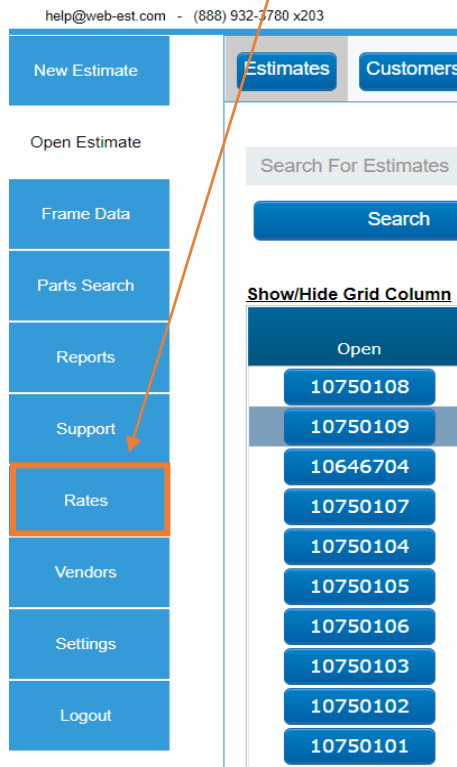 help@web-est.com - (888) 932-3780 x203
New Estimate
Open Estimate
Frame Data
Parts Search
Reports
Support
Rates
Vendors
Settings
Logout
Estimates Customers
Search For Estimates
Search
Show/Hide Grid Column
Open
10750108
10750109
10646704
10750107
10750104
10750105
10750106
10750103
10750102
10750101